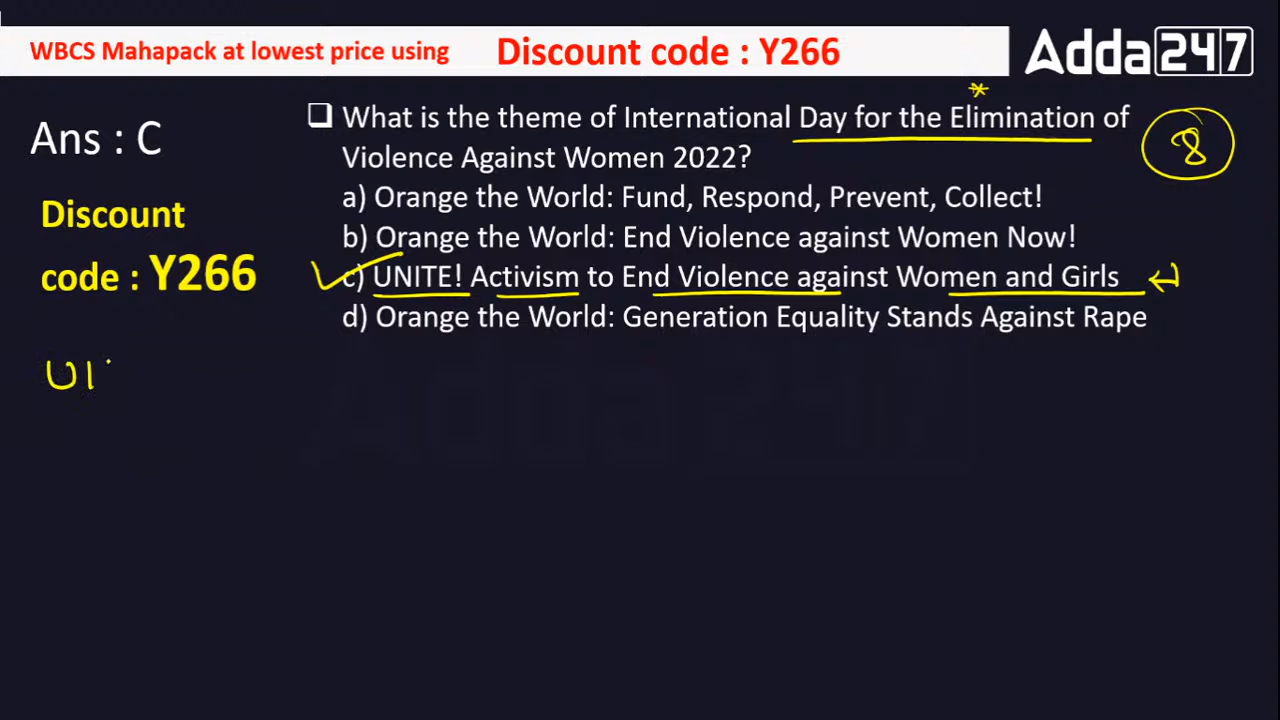 WBCS Mahapack at lowest price using Discount code : Y266
Adda247
Ans : C
Discount
code : Y266
What is the theme of International Day for the Elimination of
Violence Against Women 2022?
a) Orange the World: Fund, Respond, Prevent, Collect!
b) Orange the World: End Violence against Women Now!
c) UNITE! Activism to End Violence against Women and Girls
d) Orange the World: Generation Equality Stands Against Rape
8